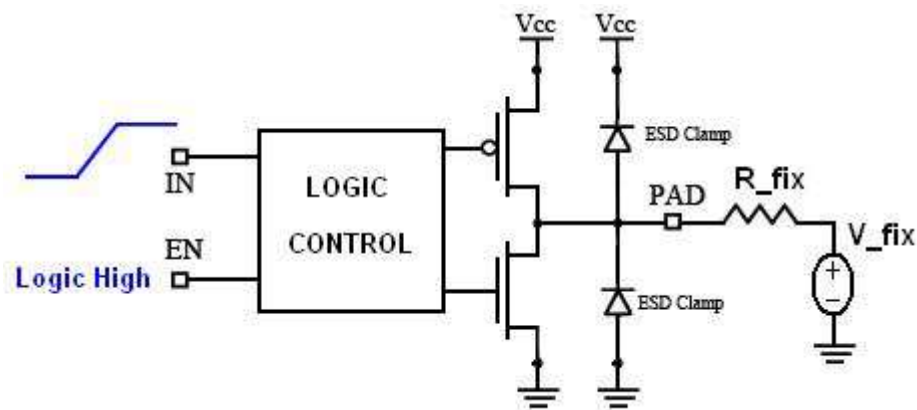 Vcc
Vcc
ESD Clamp
IN
LOGIC
CONTROL
PAD
R_fix
V_fix
EN
Logic High
ESD Clamp